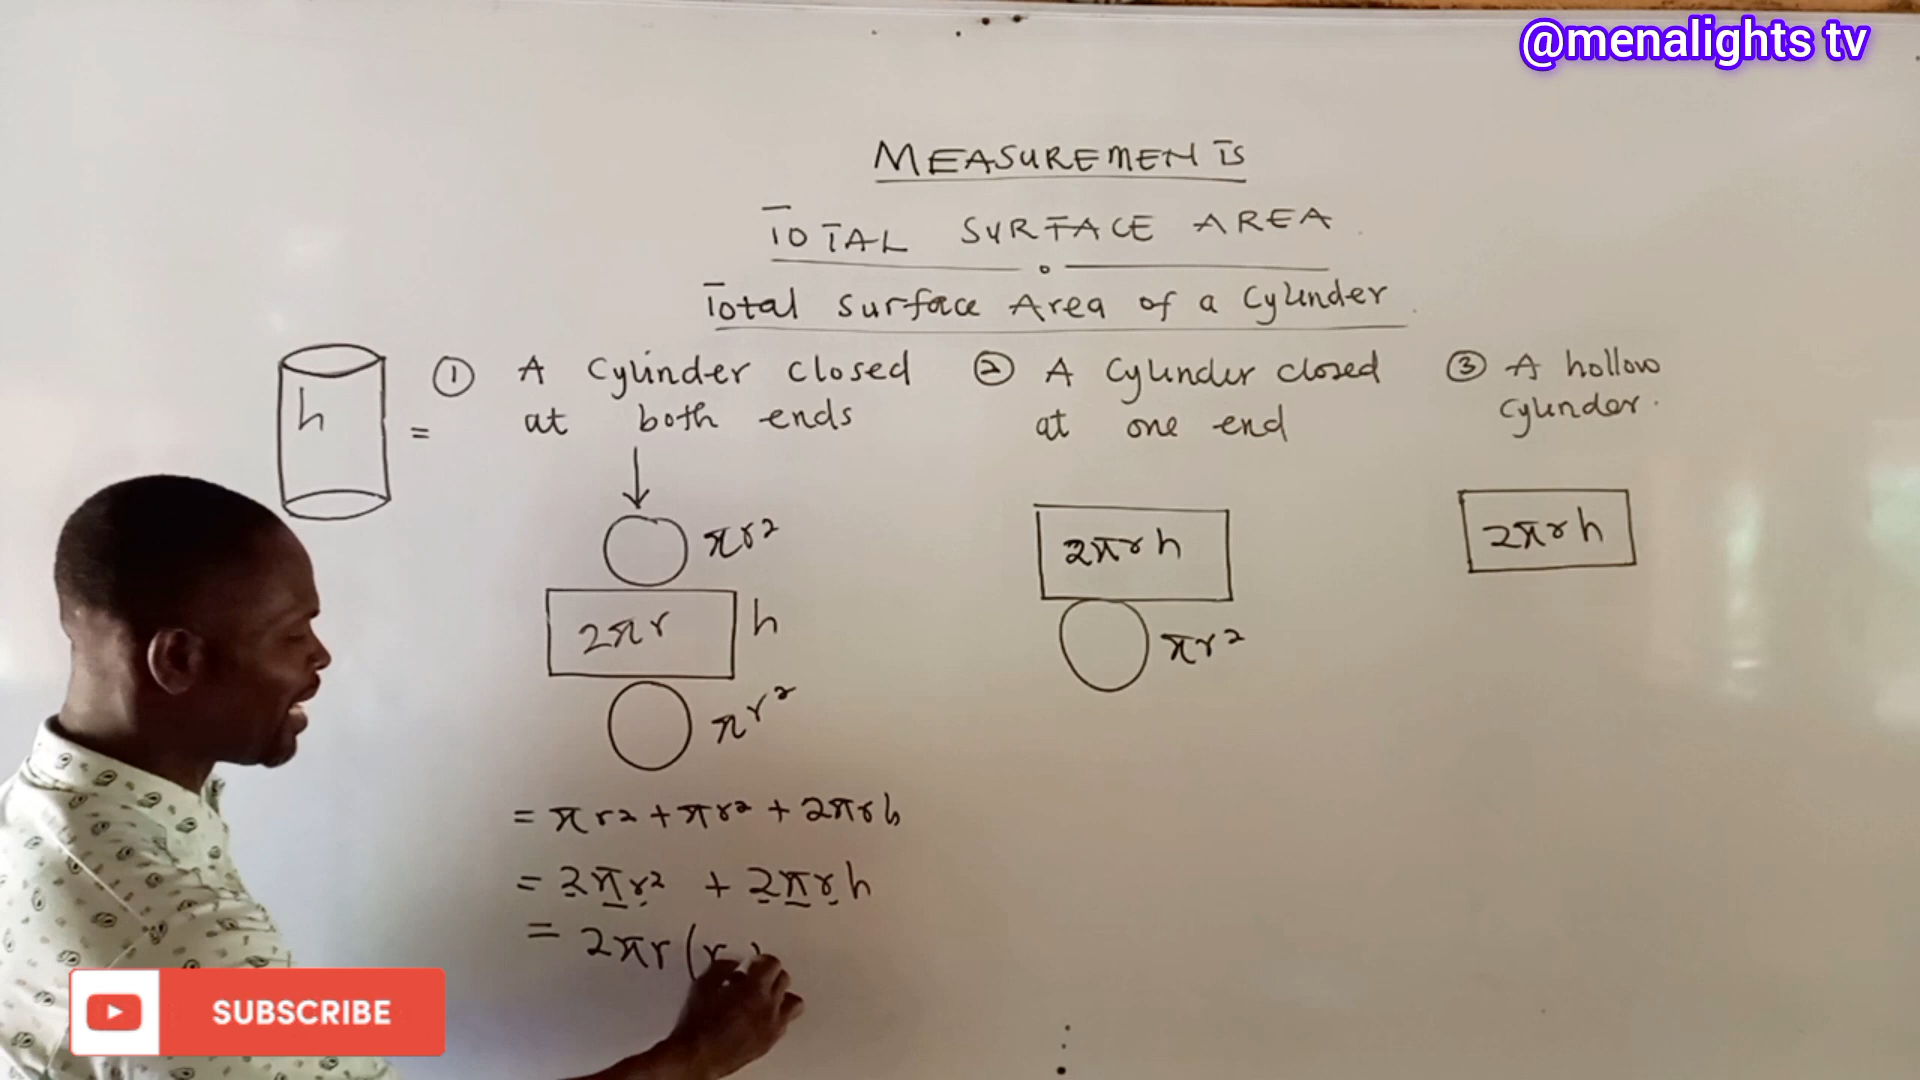 @menalights tv
MEASUREMENTS
TOTAL SURFACE AREA
Total Surface Area of a Cylinder
h
=
① A Cylinder closed
at both ends
πr²
2πr h
πr²
= πr² + πr² + 2πrh
= 2πr² + 2πrh
= 2πr(r
② A Cylinder closed
at one end
2πrh
πr²
③ A hollow
cylinder.
2πrh
SUBSCRIBE